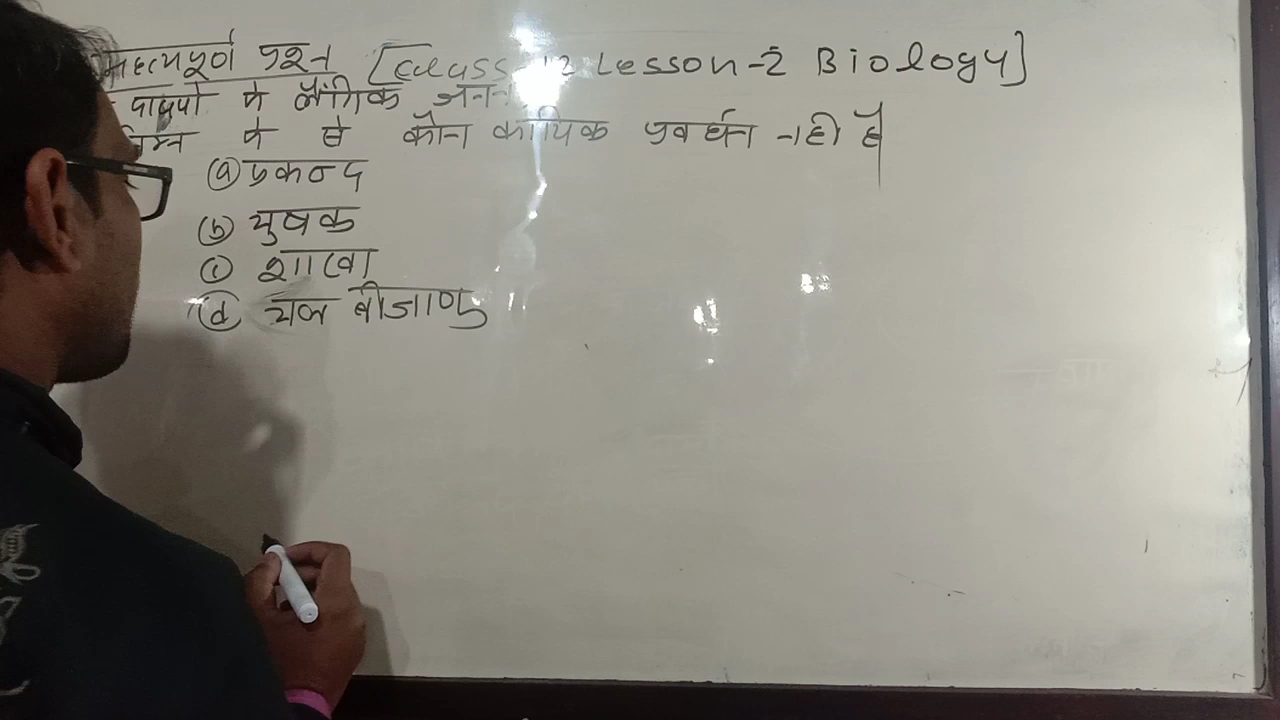 महत्वपूर्ण प्रश्न [Class 12 Lesson-2 Biology]
पादपो मे लैंगिक जनन
निम्न मे से कौन कायिक प्रवर्धन नही है
(a) प्रकन्द
(b) युषक
(c) शाखा
(d) चल बीजाणु